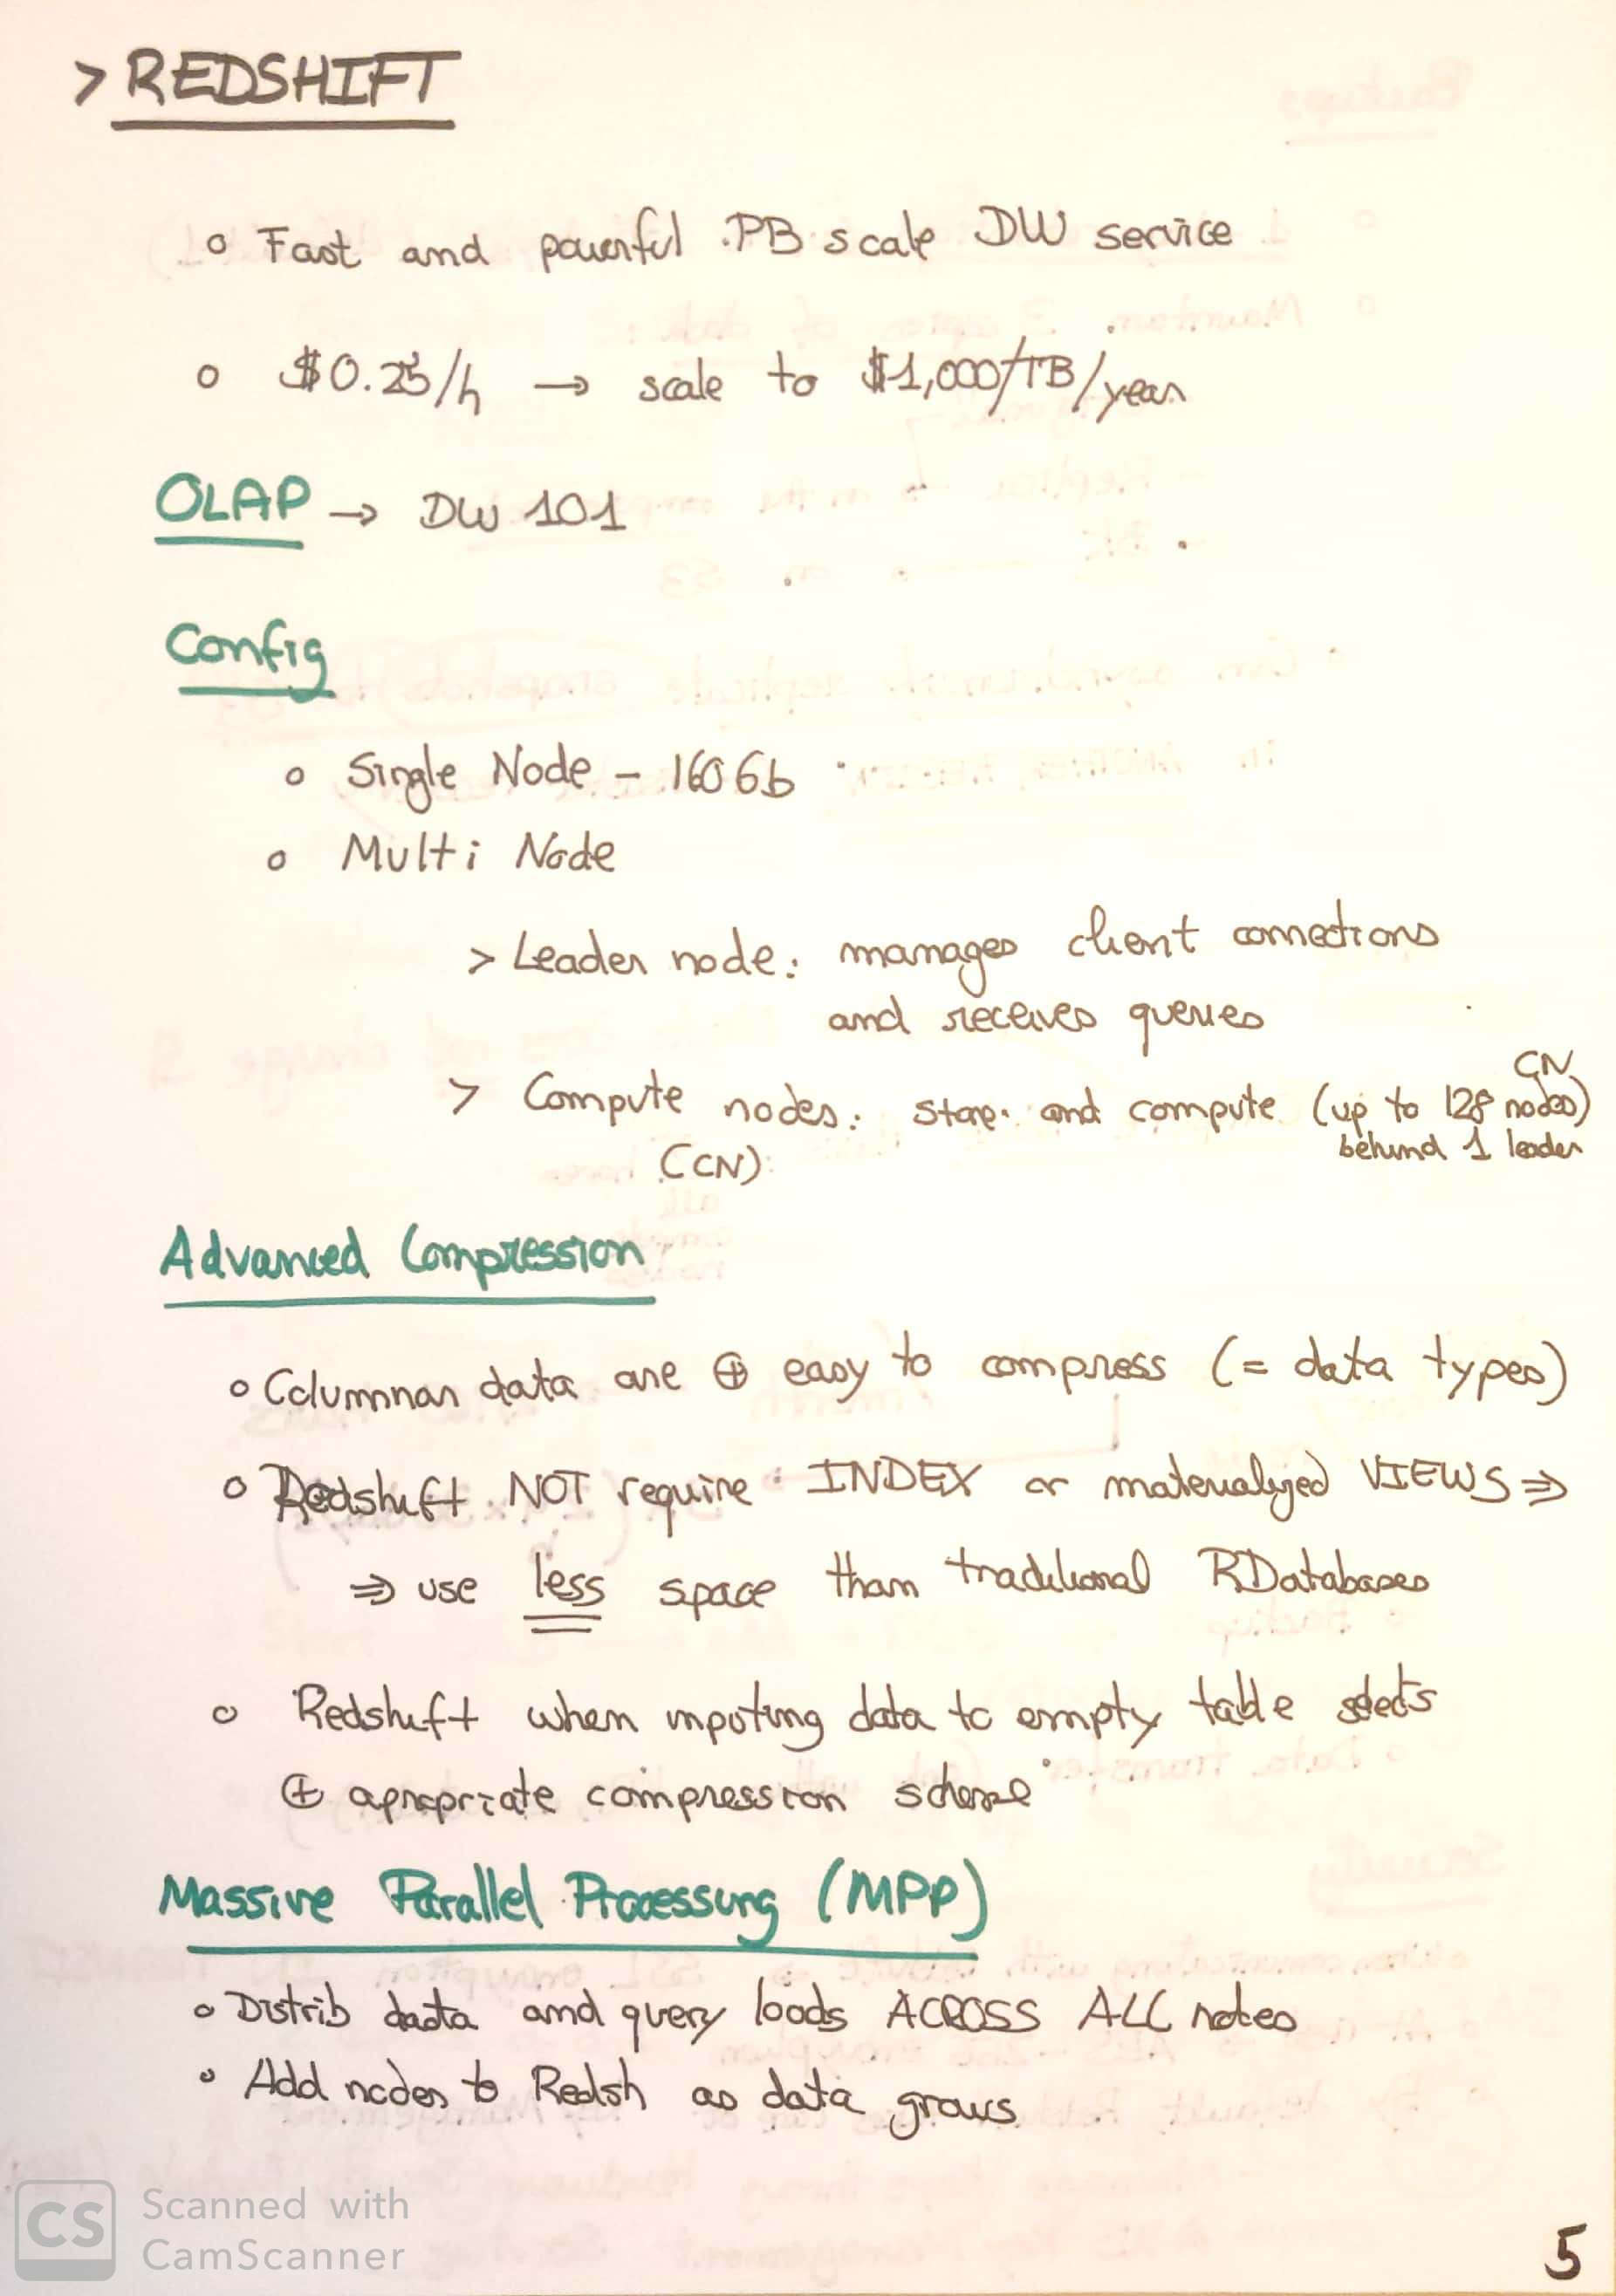 > REDSHIFT
o Fast and powerful PB scale DW service
o $0.25/h → scale to $1,000/TB/year
OLAP → DW 101
Config
o Single Node - 160Gb
o Multi Node
> Leader node: manages client connections
and receives queries
> Compute nodes: store and compute (up to 128 CN nodes)
(CN) behind 1 leader
Advanced Compression
o Columnar data are ⊕ easy to compress (= data types)
o Redshift NOT require INDEX or materialized VIEWS ⇒
⇒ use less space than traditional RDatabases
o Redshift when inputing data to empty table selects
⊕ apropriate compression scheme
Massive Parallel Processing (MPP)
o Distrib data and query loads ACROSS ALL notes
o Add nodes to Redsh as data grows
CS Scanned with
CamScanner
5